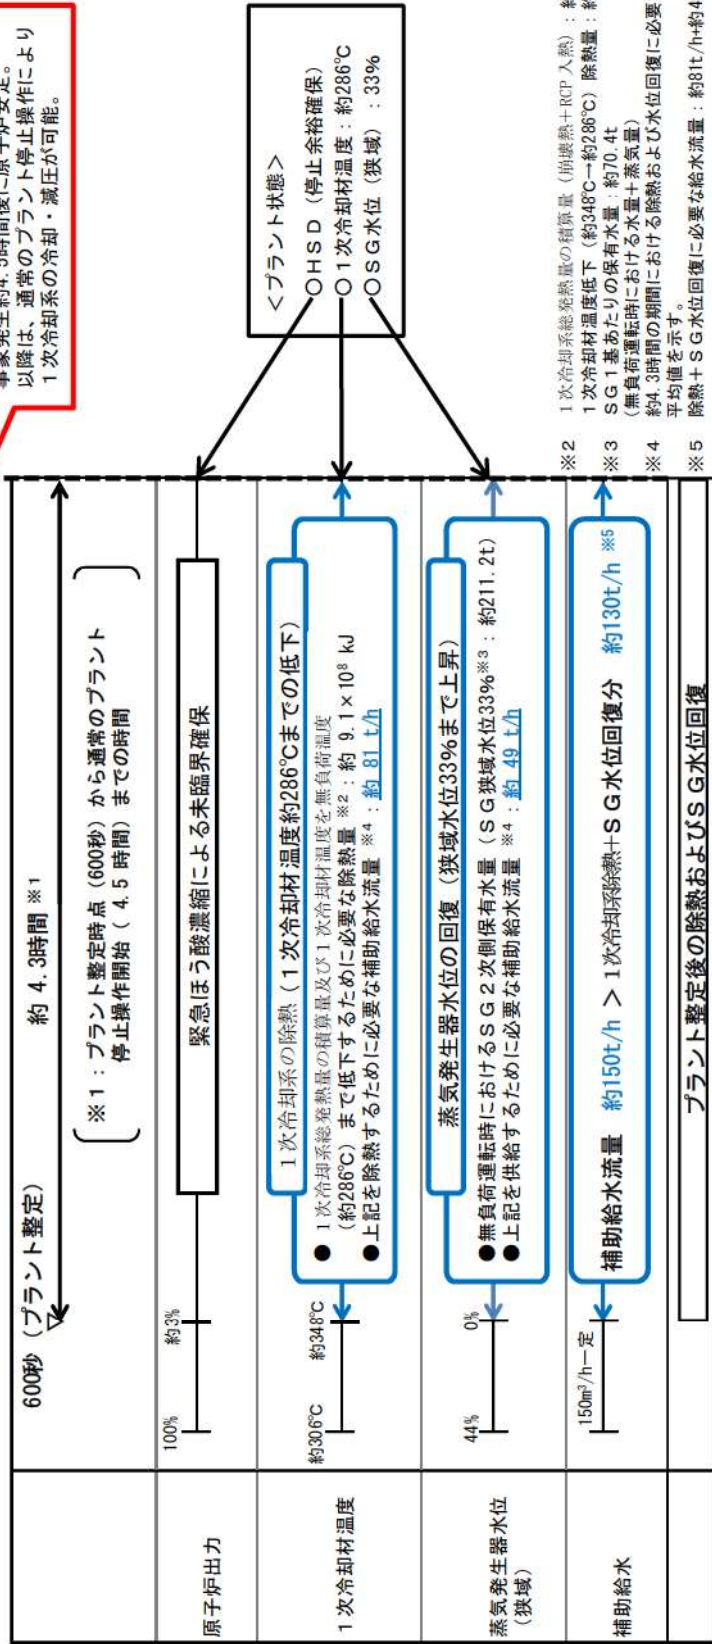 事象発生約4.5時間後に原子炉安定。
以降は、通常のプラント停止操作により
1次冷却系の冷却・減圧が可能。
600秒（プラント整定）
約 4.3時間 ※1
※1：プラント整定時点（600秒）から通常のプラント
停止操作開始（ 4.5 時間）までの時間
＜プラント状態＞
○HSD（停止余裕確保）
○1次冷却材温度：約286℃
○SG水位（狭域）：33%
原子炉出力
100%
約3%
緊急ほう酸濃縮による未臨界確保
1次冷却材温度
約306℃
約348℃
1次冷却系の除熱（1次冷却材温度約286℃までの低下）
● 1次冷却系総発熱量の積算量及び1次冷却材温度を無負荷温度
（約286℃）まで低下するために必要な除熱量 ※2：約 9.1×10⁸ kJ
●上記を除熱するために必要な補助給水流量 ※4：約 81 t/h
蒸気発生器水位
（狭域）
44%
0%
蒸気発生器水位の回復（狭域水位33%まで上昇）
●無負荷運転時におけるSG2次側保有水量（SG狭域水位33%※3：約211.2t）
●上記を供給するために必要な補助給水流量 ※4：約 49 t/h
補助給水
150m³/h一定
補助給水流量 約150t/h ＞ 1次冷却系除熱＋SG水位回復分 約130t/h ※5
プラント整定後の除熱およびSG水位回復
※2 1次冷却系総発熱量の積算量（崩壊熱＋RCP入熱）：
1次冷却材温度低下（約348℃→約286℃）除熱量：
※3 SG1基あたりの保有水量：約70.4t
（無負荷運転時における水量＋蒸気量）
※4 約4.3時間の期間における除熱および水位回復に必要
平均値を示す。
※5 除熱＋SG水位回復に必要な給水流量：約81t/h+約4